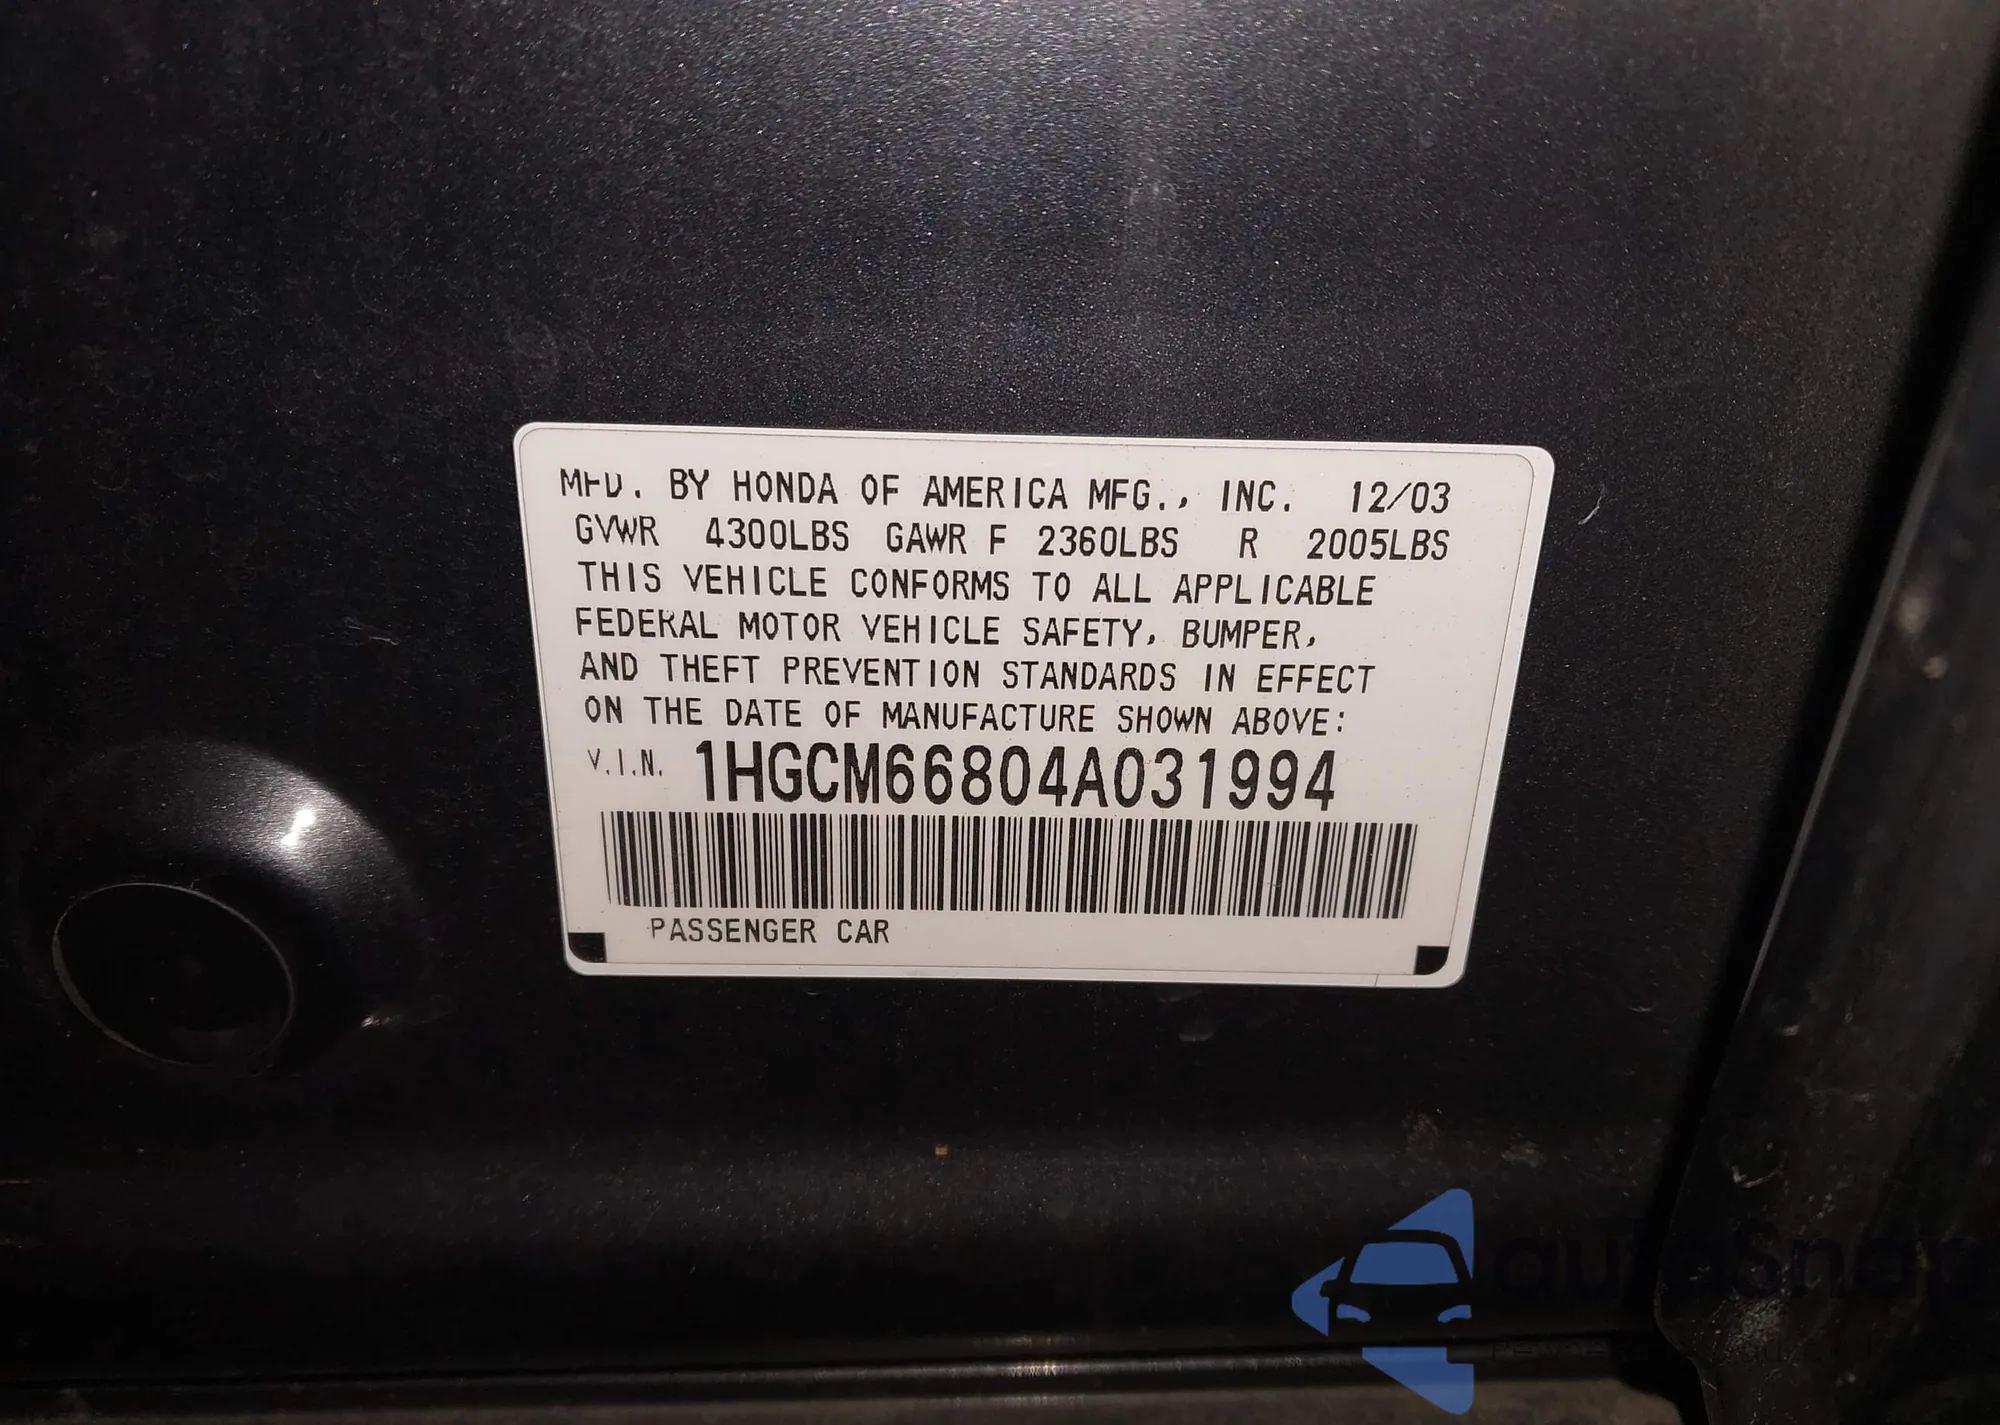 MFD. BY HONDA OF AMERICA MFG., INC. 12/03
GVWR 4300LBS GAWR F 2360LBS R 2005LBS
THIS VEHICLE CONFORMS TO ALL APPLICABLE
FEDERAL MOTOR VEHICLE SAFETY, BUMPER,
AND THEFT PREVENTION STANDARDS IN EFFECT
ON THE DATE OF MANUFACTURE SHOWN ABOVE:
V.I.N. 1HGCM66804A031994
PASSENGER CAR
autoSnap